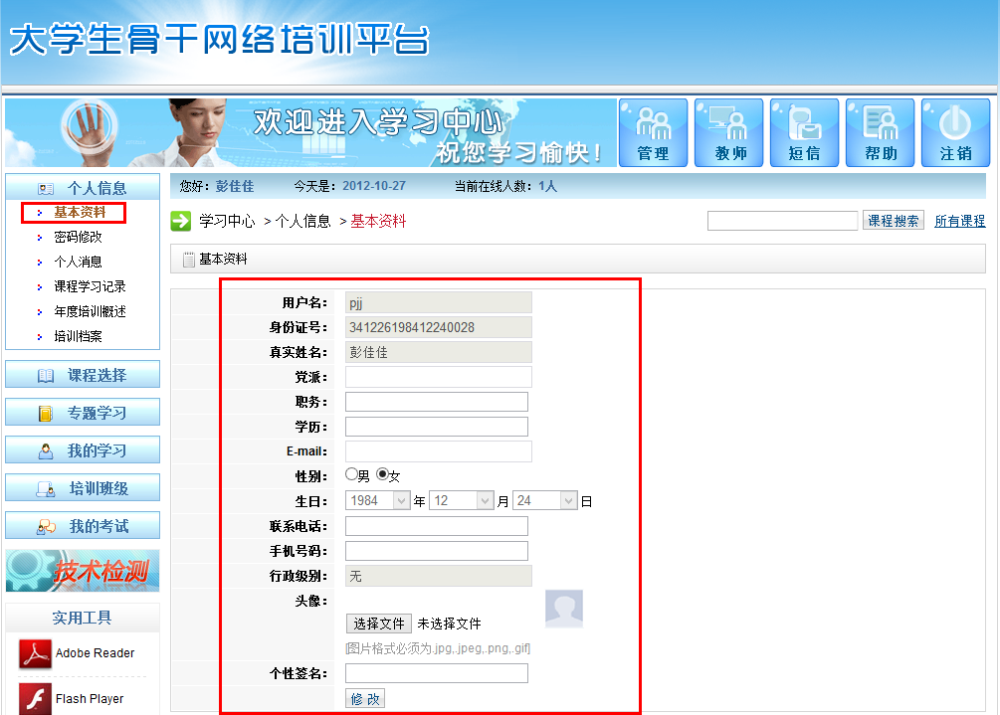 大学生骨干网络培训平台
欢迎进入学习中心
祝您学习愉快！
管理 教师 短信 帮助 注销
个人信息
基本资料
密码修改
个人消息
课程学习记录
年度培训概述
培训档案
课程选择
专题学习
我的学习
培训班级
我的考试
技术检测
实用工具
Adobe Reader
Flash Player
您好：彭佳佳 今天是：2012-10-27 当前在线人数：1人
学习中心 >个人信息 >基本资料 课程搜索 所有课程
基本资料
用户名： pjj
身份证号： 341226198412240028
真实姓名： 彭佳佳
党派：
职务：
学历：
E-mail：
性别： 男 女
生日： 1984 年 12 月 24 日
联系电话：
手机号码：
行政级别： 无
头像：
选择文件 未选择文件
[图片格式必须为.jpg,.jpeg,.png,.gif]
个性签名：
修 改